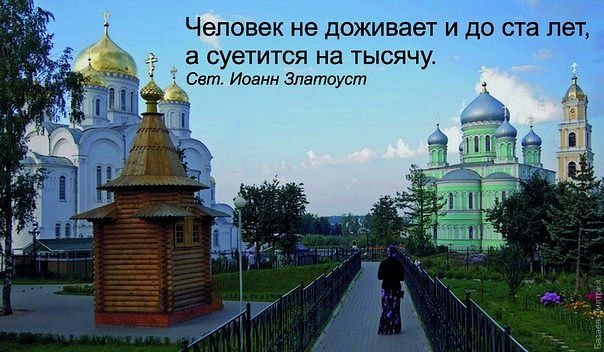 Человек не доживает и до ста лет,
а суетится на тысячу.
Свт. Иоанн Златоуст